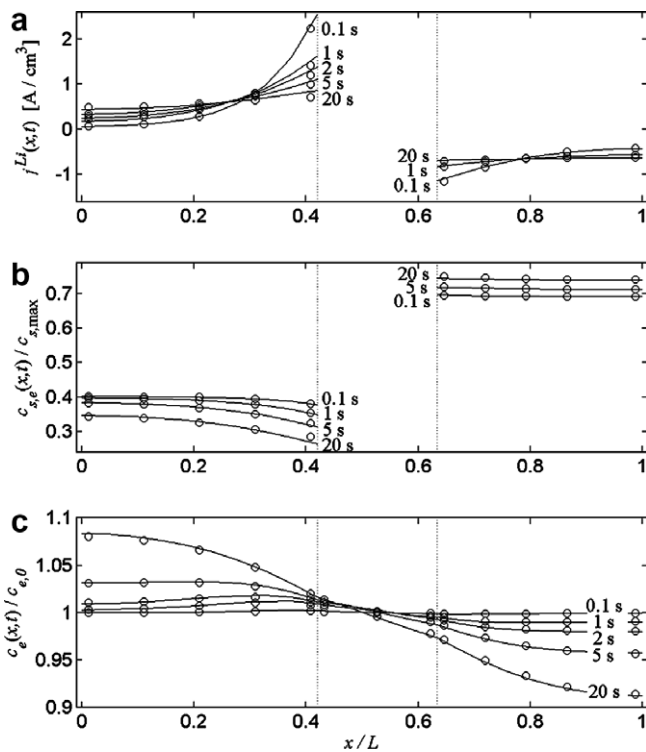 a
j^Li(x,t) [A / cm^3]
2
1
0
-1
0.1 s
1 s
2 s
5 s
20 s
20 s
1 s
0.1 s
0 0.2 0.4 0.6 0.8 1
b
c_s,e(x,t) / c_s,max
0.7
0.6
0.5
0.4
0.3
20 s
5 s
0.1 s
0.1 s
1 s
5 s
20 s
0 0.2 0.4 0.6 0.8 1
c
c_e(x,t) / c_e,0
1.1
1.05
1
0.95
0.9
0.1 s
1 s
2 s
5 s
20 s
0 0.2 0.4 0.6 0.8 1
x / L